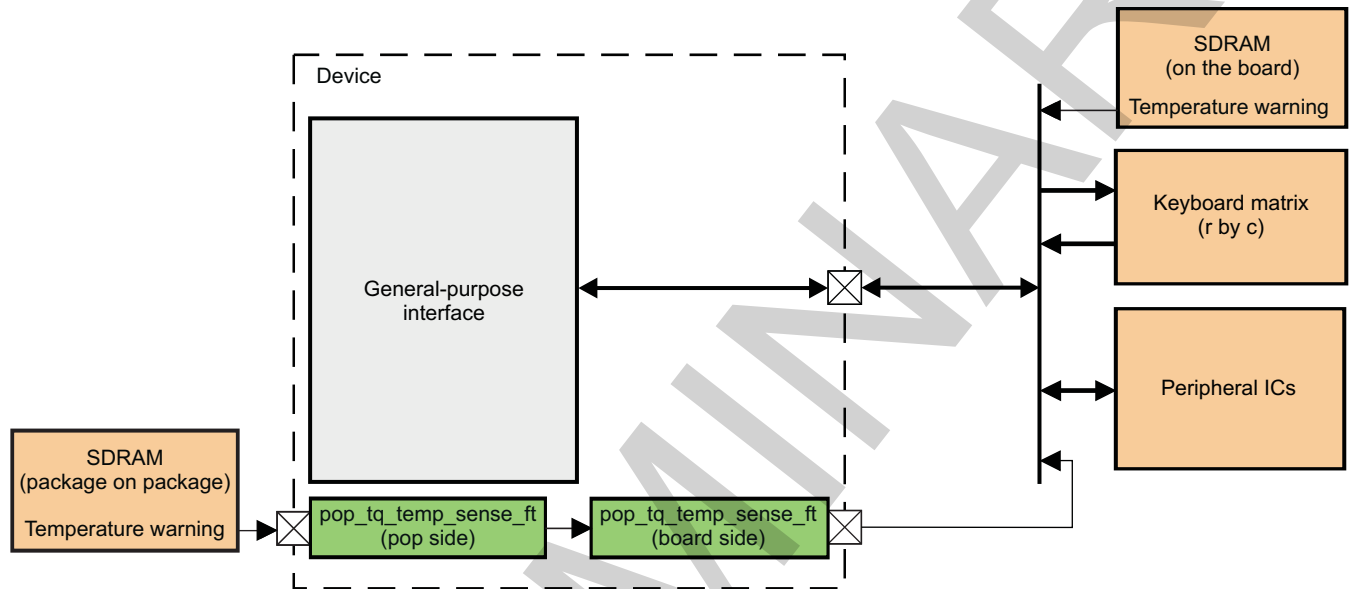 SDRAM
(on the board)
Temperature warning
Device
Keyboard matrix
(r by c)
General-purpose
interface
Peripheral ICs
SDRAM
(package on package)
Temperature warning
pop_tq_temp_sense_ft
(pop side)
pop_tq_temp_sense_ft
(board side)
MINAR